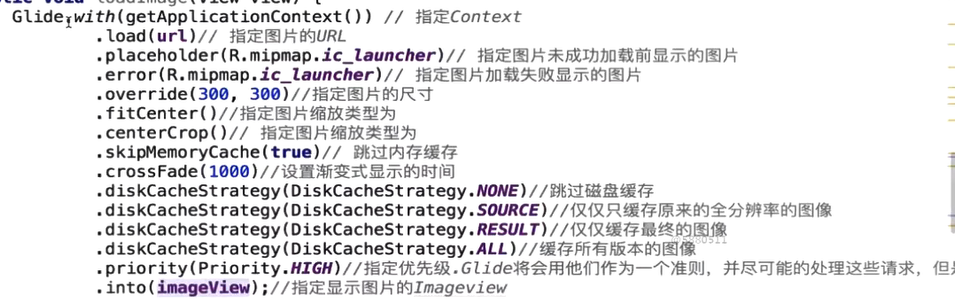 Glide.with(getApplicationContext()) // 指定Context
.load(url)// 指定图片的URL
.placeholder(R.mipmap.ic_launcher)// 指定图片未成功加载前显示的图片
.error(R.mipmap.ic_launcher)// 指定图片加载失败显示的图片
.override(300, 300)//指定图片的尺寸
.fitCenter()//指定图片缩放类型为
.centerCrop()// 指定图片缩放类型为
.skipMemoryCache(true)// 跳过内存缓存
.crossFade(1000)//设置渐变式显示的时间
.diskCacheStrategy(DiskCacheStrategy.NONE)//跳过磁盘缓存
.diskCacheStrategy(DiskCacheStrategy.SOURCE)//仅仅只缓存原来的全分辨率的图像
.diskCacheStrategy(DiskCacheStrategy.RESULT)//仅仅缓存最终的图像
.diskCacheStrategy(DiskCacheStrategy.ALL)//缓存所有版本的图像
.priority(Priority.HIGH)//指定优先级.Glide将会用他们作为一个准则，并尽可能的处理这些请求，但是
.into(imageView);//指定显示图片的Imageview